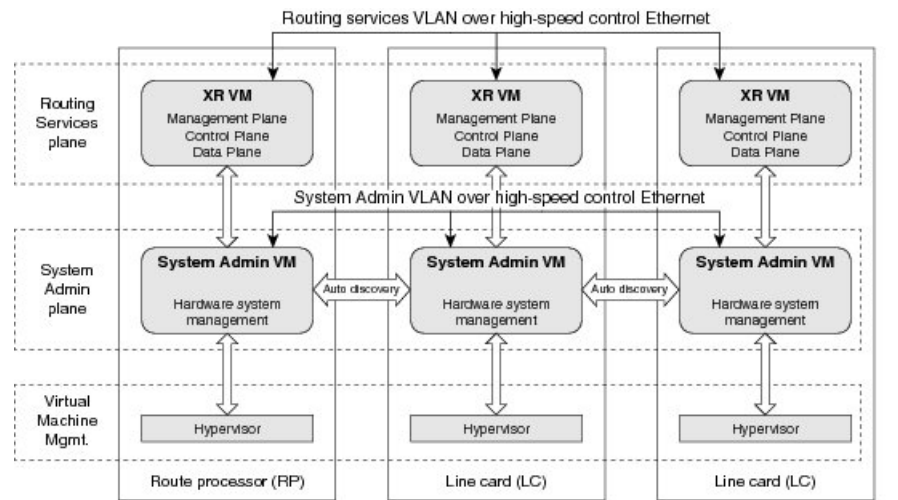 Routing services VLAN over high-speed control Ethernet
Routing
Services
plane
XR VM
Management Plane
Control Plane
Data Plane
XR VM
Management Plane
Control Plane
Data Plane
XR VM
Management Plane
Control Plane
Data Plane
System Admin VLAN over high-speed control Ethernet
System
Admin
plane
System Admin VM
Hardware system
management
Auto discovery
System Admin VM
Hardware system
management
Auto discovery
System Admin VM
Hardware system
management
Virtual
Machine
Mgmt.
Hypervisor
Hypervisor
Hypervisor
Route processor (RP)
Line card (LC)
Line card (LC)